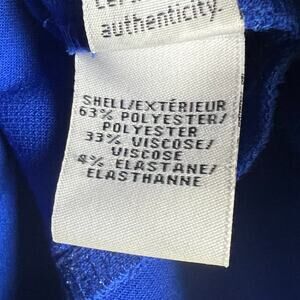 authenticity.
SHELL/EXTÉRIEUR
63% POLYESTER/
POLYESTER
33% VISCOSE/
VISCOSE
4% ELASTANE/
ELASTHANNE